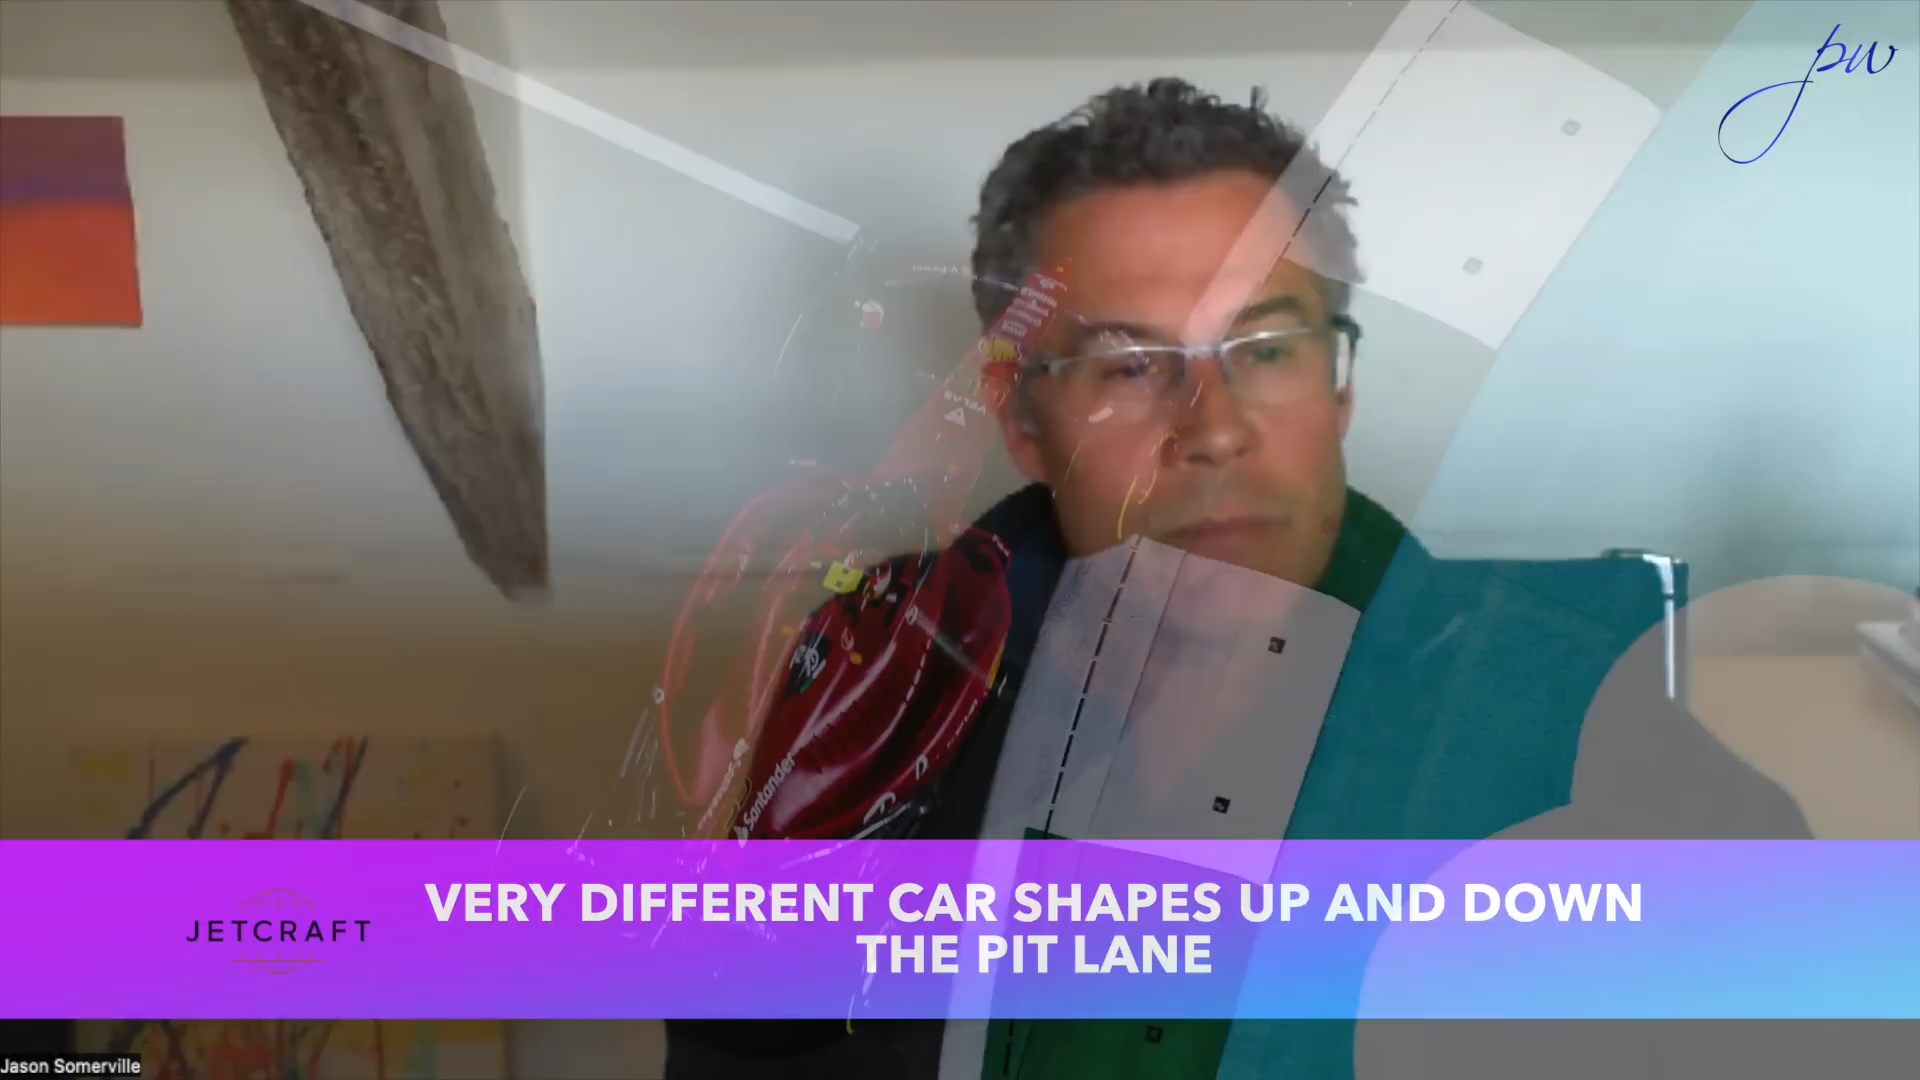 pw
JETCRAFT
VERY DIFFERENT CAR SHAPES UP AND DOWN
THE PIT LANE
Santander
Jason Somerville